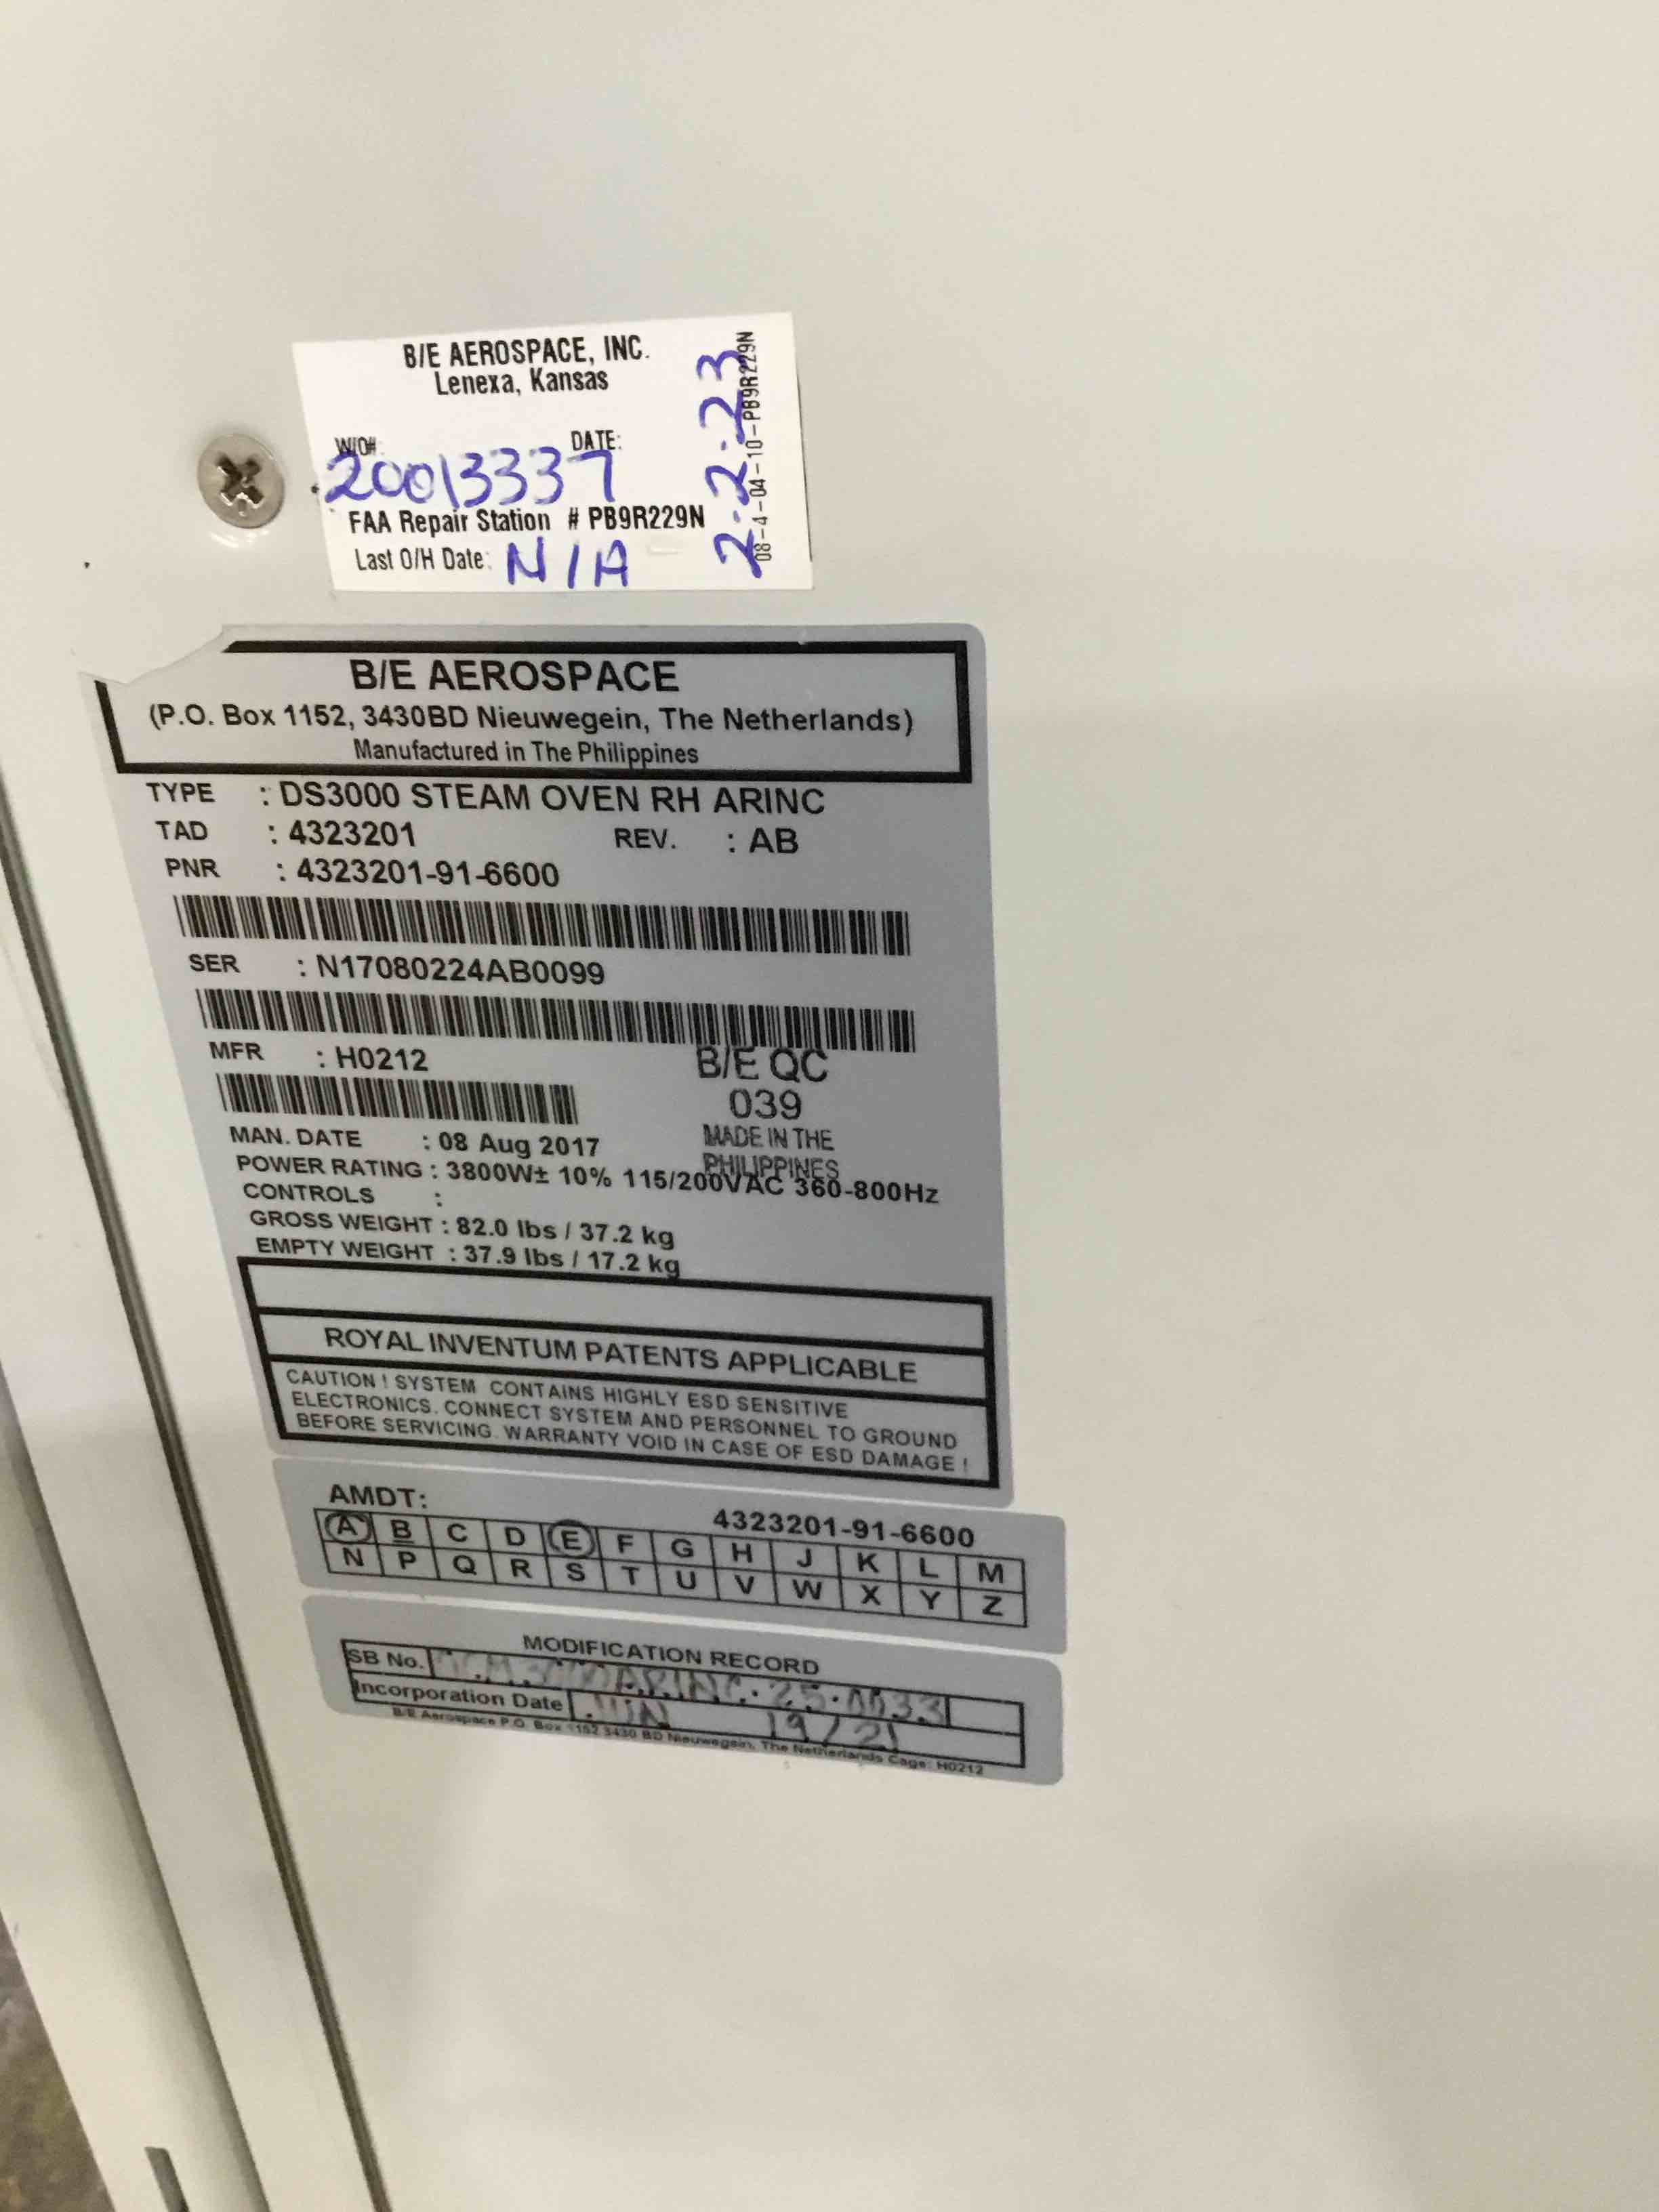 B/E AEROSPACE, INC.
Lenexa, Kansas
W/O#: DATE:
20013337
2.2.23
FAA Repair Station # PB9R229N
Last O/H Date: N/A
08-4-04-10-PB9R229N
B/E AEROSPACE
(P.O. Box 1152, 3430BD Nieuwegein, The Netherlands)
Manufactured in The Philippines
TYPE : DS3000 STEAM OVEN RH ARINC
TAD : 4323201 REV. : AB
PNR : 4323201-91-6600
SER : N17080224AB0099
MFR : H0212
B/E QC
039
MADE IN THE
PHILIPPINES
MAN. DATE : 08 Aug 2017
POWER RATING : 3800W± 10% 115/200VAC 360-800Hz
CONTROLS :
GROSS WEIGHT : 82.0 lbs / 37.2 kg
EMPTY WEIGHT : 37.9 lbs / 17.2 kg
ROYAL INVENTUM PATENTS APPLICABLE
CAUTION ! SYSTEM CONTAINS HIGHLY ESD SENSITIVE
ELECTRONICS. CONNECT SYSTEM AND PERSONNEL TO GROUND
BEFORE SERVICING. WARRANTY VOID IN CASE OF ESD DAMAGE !
AMDT: 4323201-91-6600
A B C D E F G H J K L M
N P Q R S T U V W X Y Z
MODIFICATION RECORD
SB No.
Incorporation Date JUN 19/21
B/E Aerospace P.O. Box 1152 3430 BD Nieuwegein, The Netherlands Cage: H0212